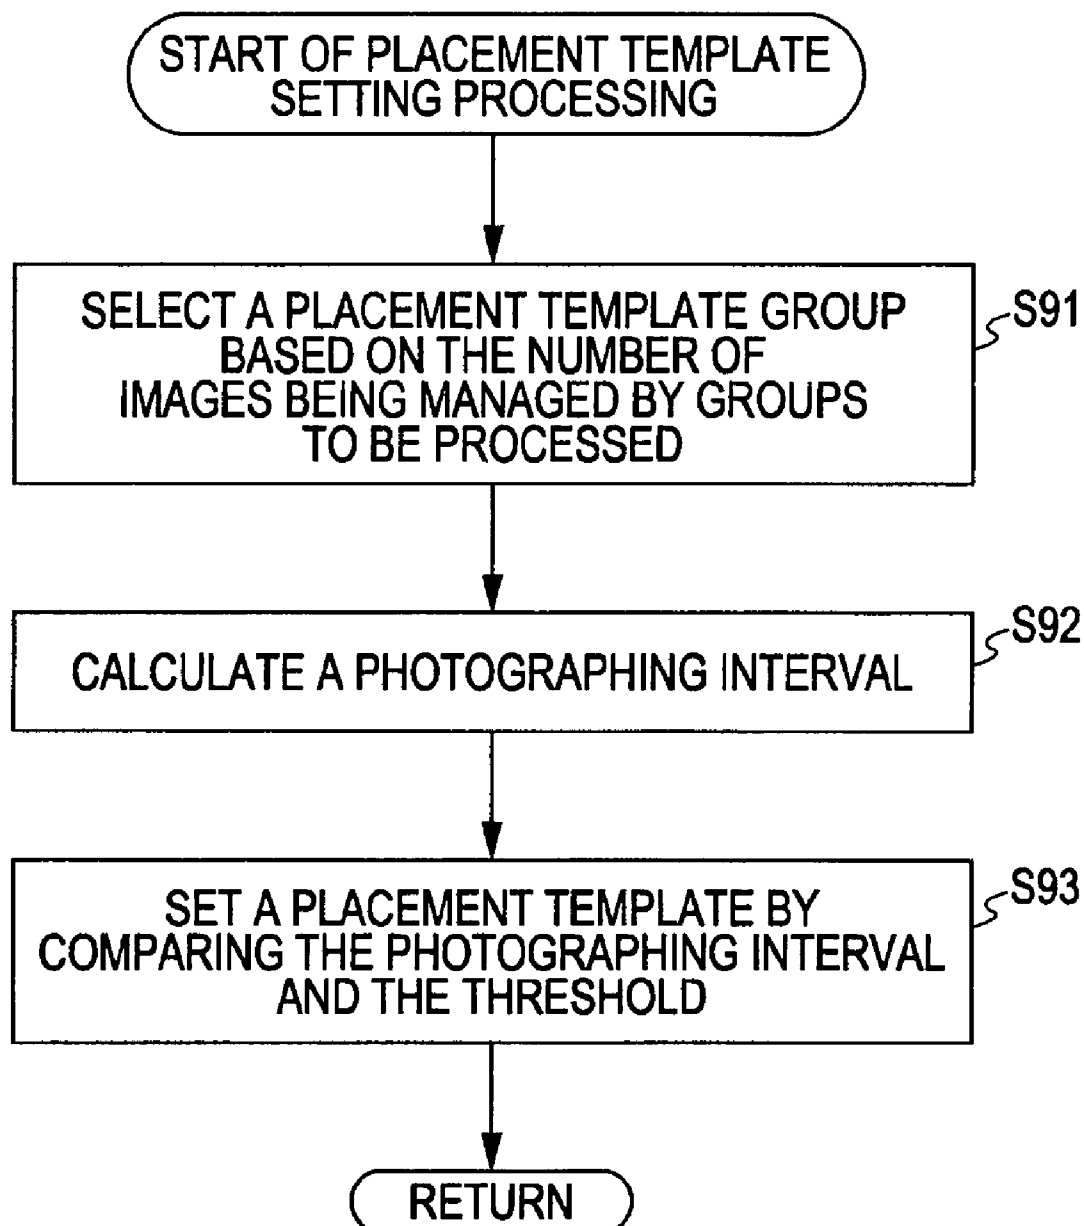 START OF PLACEMENT TEMPLATE
SETTING PROCESSING
SELECT A PLACEMENT TEMPLATE GROUP
BASED ON THE NUMBER OF
IMAGES BEING MANAGED BY GROUPS
TO BE PROCESSED
S91
CALCULATE A PHOTOGRAPHING INTERVAL
S92
SET A PLACEMENT TEMPLATE BY
COMPARING THE PHOTOGRAPHING INTERVAL
AND THE THRESHOLD
S93
RETURN